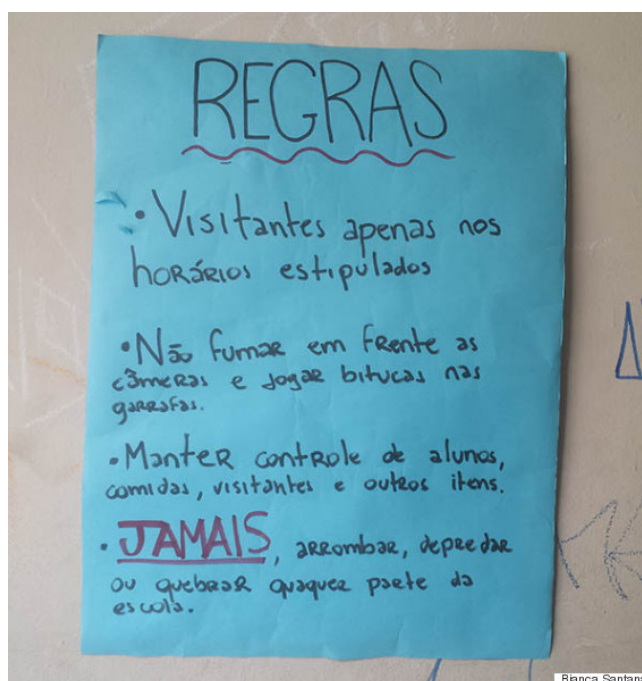 REGRAS
• Visitantes apenas nos
horários estipulados
• Não fumar em frente as
câmeras e jogar bitucas nas
garrafas.
• Manter controle de alunos,
comidas, visitantes e outros itens.
• JAMAIS, arrombar, depredar
ou quebrar quaquer parte da
escola.
Bianca Santana